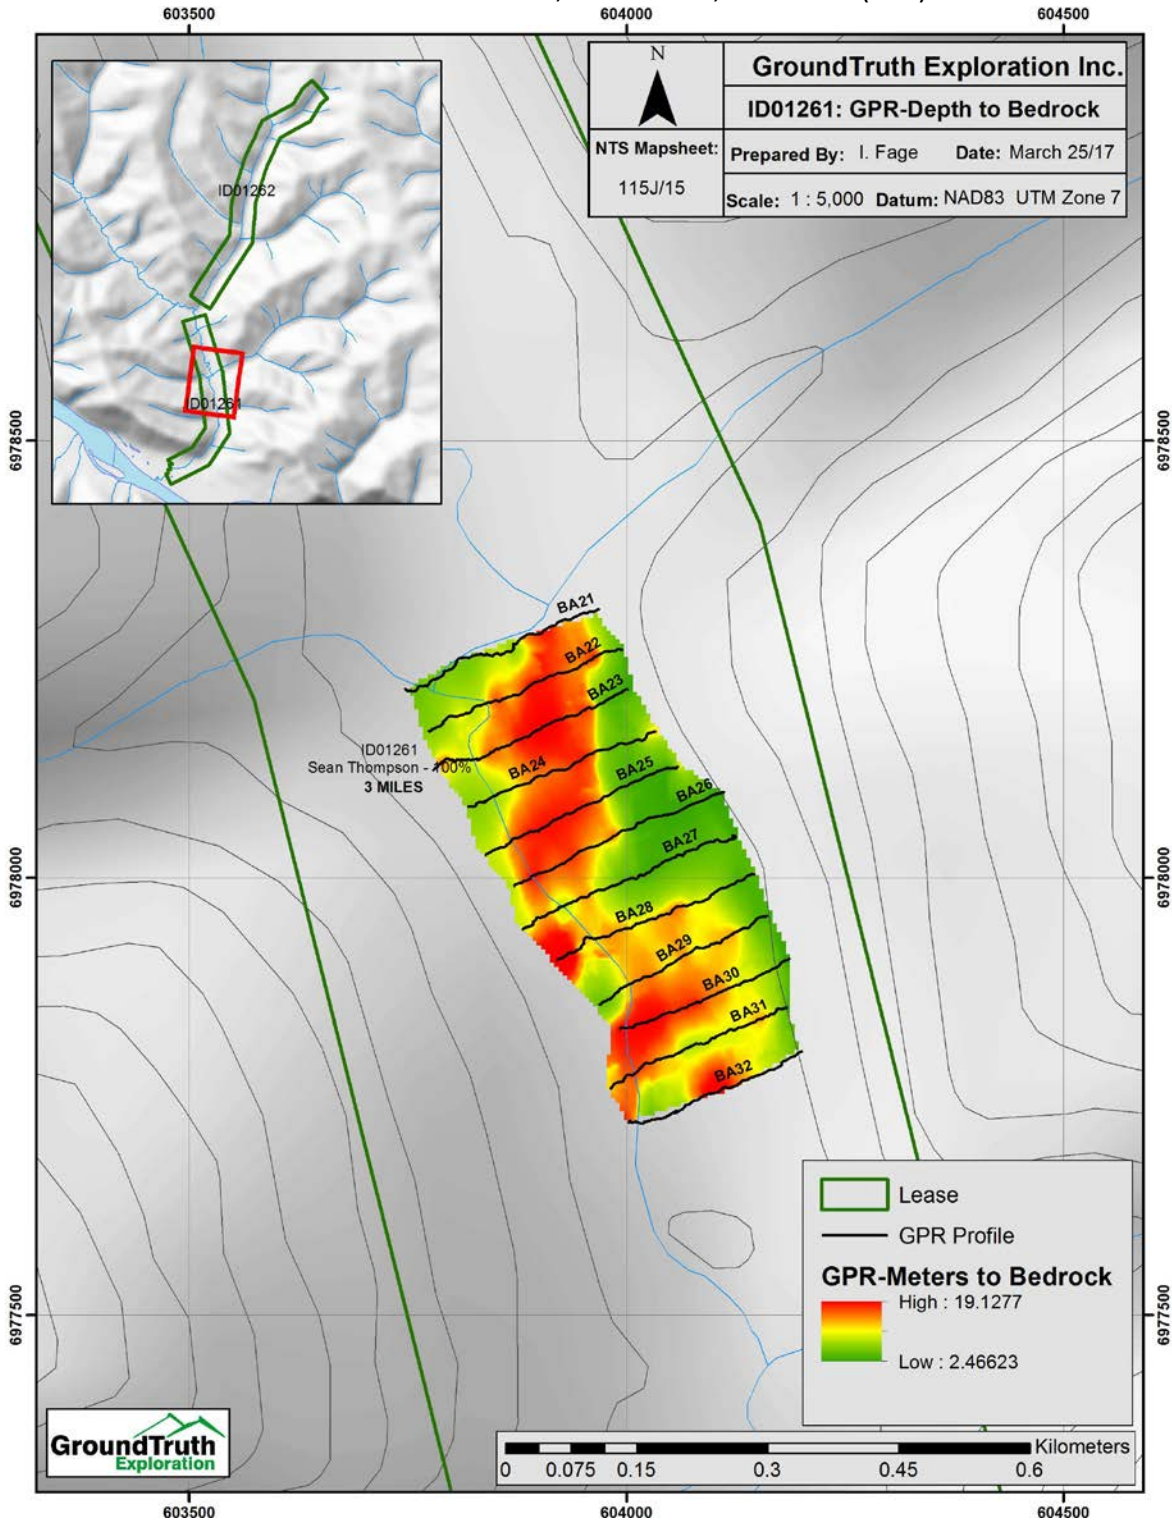 603500
604000
604500
N
GroundTruth Exploration Inc.
ID01261: GPR-Depth to Bedrock
NTS Mapsheet:
115J/15
Prepared By: I. Fage Date: March 25/17
Scale: 1 : 5,000 Datum: NAD83 UTM Zone 7
ID01262
ID01261
6978500
6978500
BA21
BA22
BA23
ID01261
Sean Thompson - 100%
3 MILES
BA24
BA25
BA26
BA27
6978000
6978000
BA28
BA29
BA30
BA31
BA32
Lease
GPR Profile
GPR-Meters to Bedrock
High : 19.1277
Low : 2.46623
6977500
6977500
GroundTruth
Exploration
Kilometers
0 0.075 0.15 0.3 0.45 0.6
603500
604000
604500